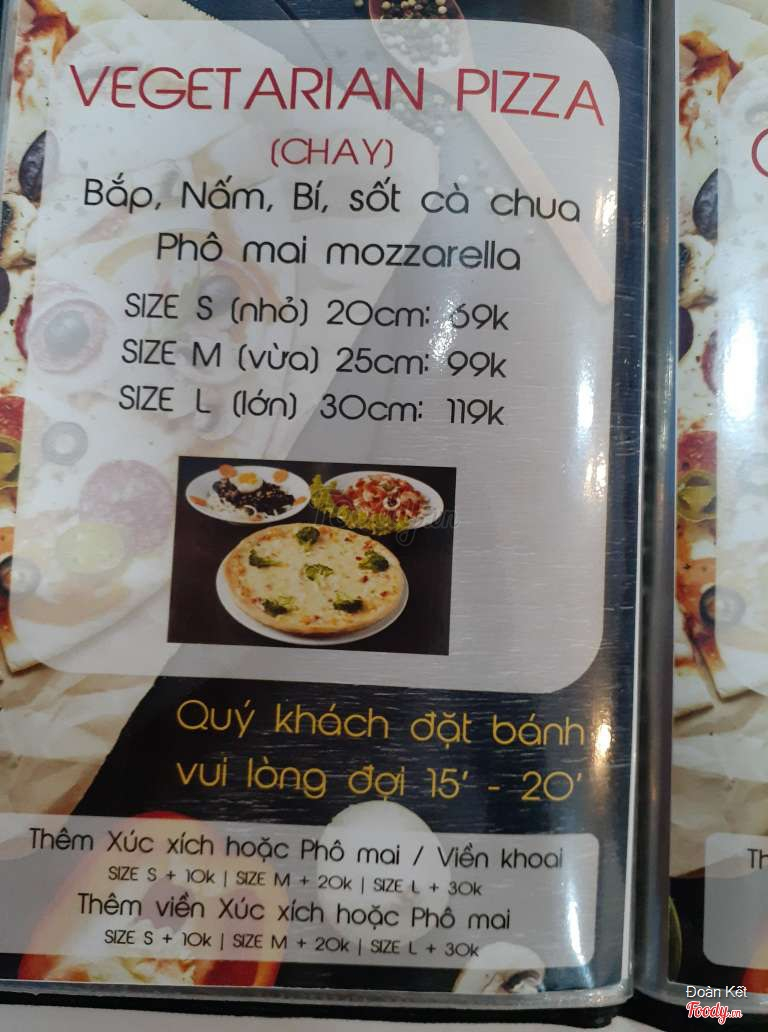 VEGETARIAN PIZZA
(CHAY)
Bắp, Nấm, Bí, sốt cà chua
Phô mai mozzarella
SIZE S (nhỏ) 20cm: 69k
SIZE M (vừa) 25cm: 99k
SIZE L (lớn) 30cm: 119k
Quý khách đặt bánh
vui lòng đợi 15' - 20'
Thêm Xúc xích hoặc Phô mai / Viền khoai
SIZE S + 10k | SIZE M + 20k | SIZE L + 30k
Thêm viền Xúc xích hoặc Phô mai
SIZE S + 10k | SIZE M + 20k | SIZE L + 30k
Th
Đoàn Kết
Foody.vn